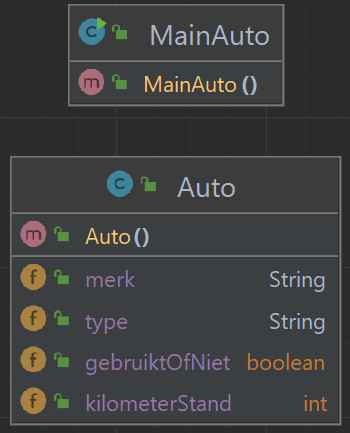 MainAuto
MainAuto()
Auto
Auto()
merk String
type String
gebruiktOfNiet boolean
kilometerStand int